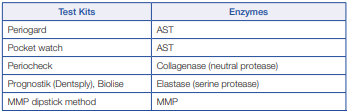 Test Kits Enzymes
Periogard AST
Pocket watch AST
Periocheck Collagenase (neutral protease)
Prognostik (Dentsply), Biolise Elastase (serine protease)
MMP dipstick method MMP